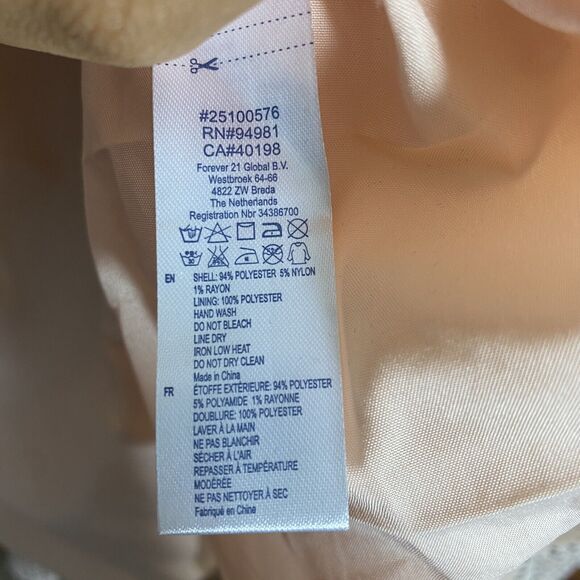 #25100576
RN#94981
CA#40198
Forever 21 Global B.V.
Westbroek 64-66
4822 ZW Breda
The Netherlands
Registration Nbr 34386700
EN SHELL: 94% POLYESTER 5% NYLON
1% RAYON
LINING: 100% POLYESTER
HAND WASH
DO NOT BLEACH
LINE DRY
IRON LOW HEAT
DO NOT DRY CLEAN
Made in China
FR ÉTOFFE EXTÉRIEURE: 94% POLYESTER
5% POLYAMIDE 1% RAYONNE
DOUBLURE: 100% POLYESTER
LAVER À LA MAIN
NE PAS BLANCHIR
SÉCHER À L'AIR
REPASSER À TEMPÉRATURE
MODÉRÉE
NE PAS NETTOYER À SEC
Fabriqué en Chine